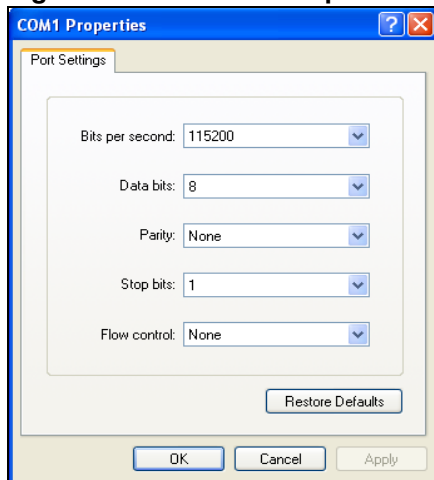 COM1 Properties
Port Settings
Bits per second: 115200
Data bits: 8
Parity: None
Stop bits: 1
Flow control: None
Restore Defaults
OK Cancel Apply